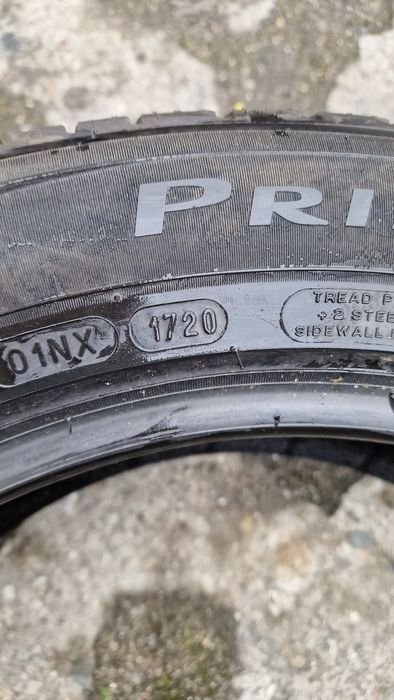 PRI
01NX
1720
TREAD P
+2 STEE
SIDEWALL